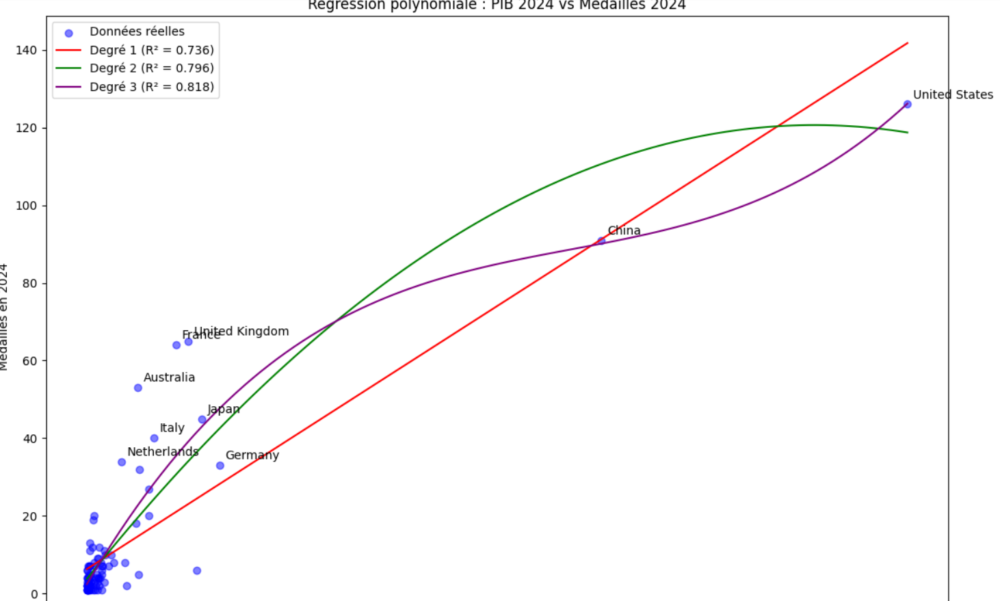 Régression polynomiale : PIB 2024 vs Médailles 2024
Données réelles
Degré 1 (R² = 0.736)
Degré 2 (R² = 0.796)
Degré 3 (R² = 0.818)
140
120
100
80
60
40
20
0
Médailles en 2024
United States
China
United Kingdom
France
Australia
Japan
Italy
Netherlands
Germany